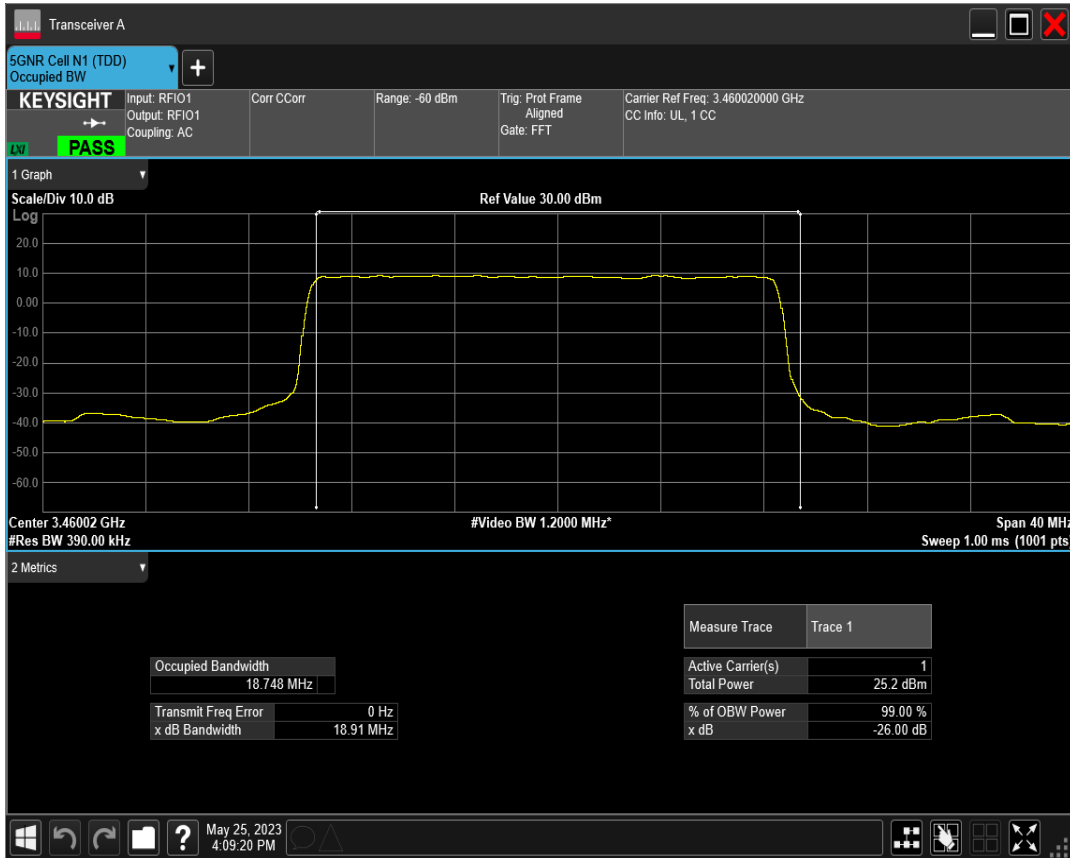 Transceiver A
5GNR Cell N1 (TDD)
Occupied BW
+
KEYSIGHT
LXI
PASS
Input: RFIO1
Output: RFIO1
Coupling: AC
Corr CCorr
Range: -60 dBm
Trig: Prot Frame
Aligned
Gate: FFT
Carrier Ref Freq: 3.460020000 GHz
CC Info: UL, 1 CC
1 Graph
Scale/Div 10.0 dB
Ref Value 30.00 dBm
Log
20.0
10.0
0.00
-10.0
-20.0
-30.0
-40.0
-50.0
-60.0
Center 3.46002 GHz
#Video BW 1.2000 MHz*
Span 40 MHz
#Res BW 390.00 kHz
Sweep 1.00 ms (1001 pts)
2 Metrics
Measure Trace Trace 1
Occupied Bandwidth
18.748 MHz
Active Carrier(s) 1
Total Power 25.2 dBm
Transmit Freq Error 0 Hz
x dB Bandwidth 18.91 MHz
% of OBW Power 99.00 %
x dB -26.00 dB
?
May 25, 2023
4:09:20 PM